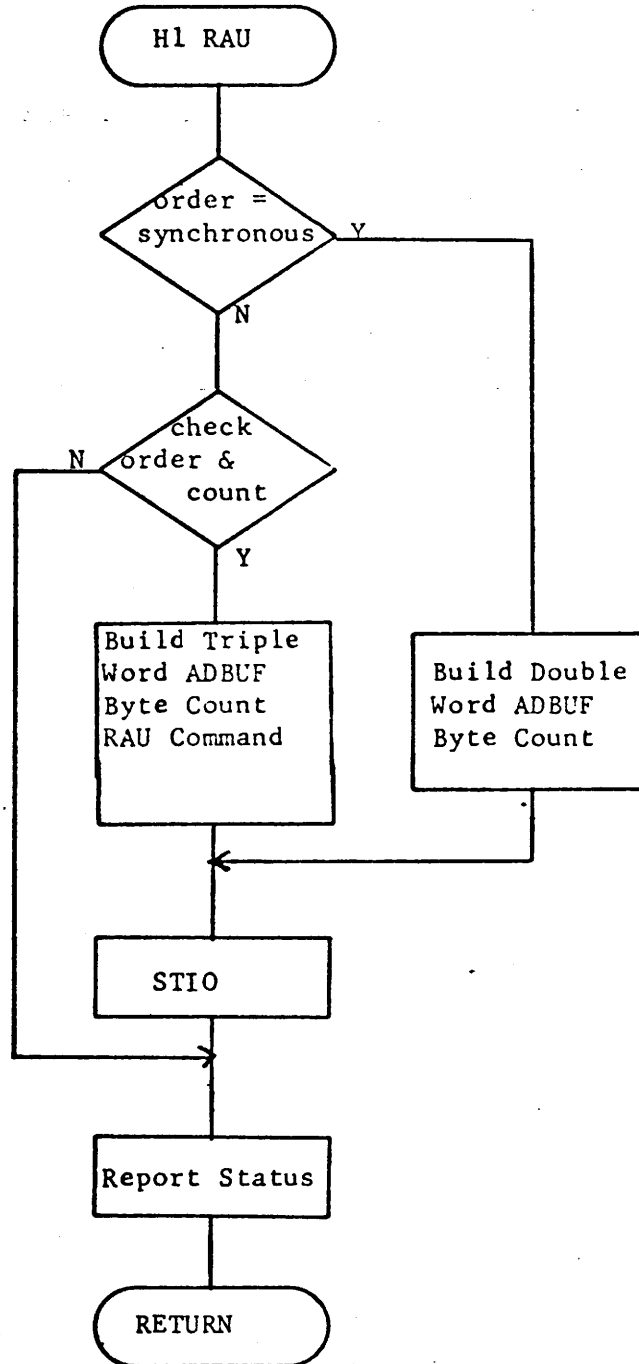 H1 RAU
order =
synchronous
Y
N
check
order &
count
N
Y
Build Triple
Word ADBUF
Byte Count
RAU Command
Build Double
Word ADBUF
Byte Count
STIO
Report Status
RETURN